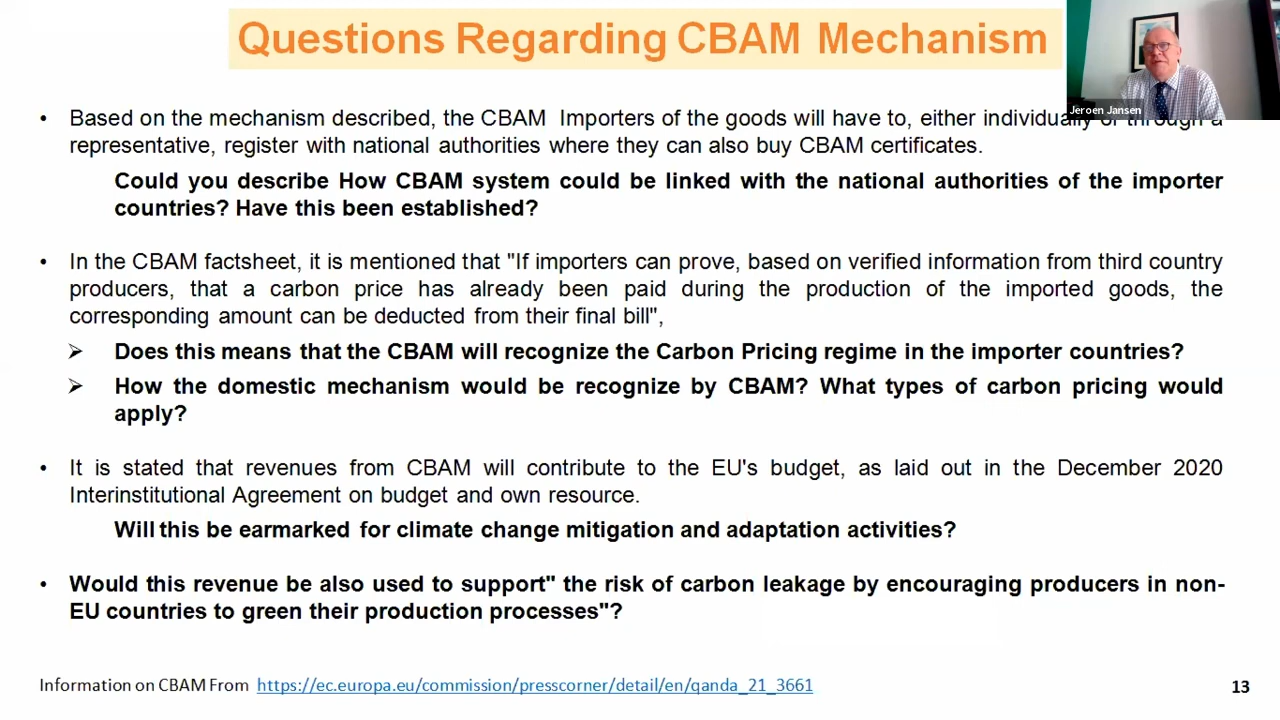 Questions Regarding CBAM Mechanism
Jeroen Jansen
• Based on the mechanism described, the CBAM Importers of the goods will have to, either individually or through a
representative, register with national authorities where they can also buy CBAM certificates.
Could you describe How CBAM system could be linked with the national authorities of the importer
countries? Have this been established?
• In the CBAM factsheet, it is mentioned that "If importers can prove, based on verified information from third country
producers, that a carbon price has already been paid during the production of the imported goods, the
corresponding amount can be deducted from their final bill",
➢ Does this means that the CBAM will recognize the Carbon Pricing regime in the importer countries?
➢ How the domestic mechanism would be recognize by CBAM? What types of carbon pricing would
apply?
• It is stated that revenues from CBAM will contribute to the EU's budget, as laid out in the December 2020
Interinstitutional Agreement on budget and own resource.
Will this be earmarked for climate change mitigation and adaptation activities?
• Would this revenue be also used to support" the risk of carbon leakage by encouraging producers in non-
EU countries to green their production processes"?
Information on CBAM From https://ec.europa.eu/commission/presscorner/detail/en/qanda_21_3661
13